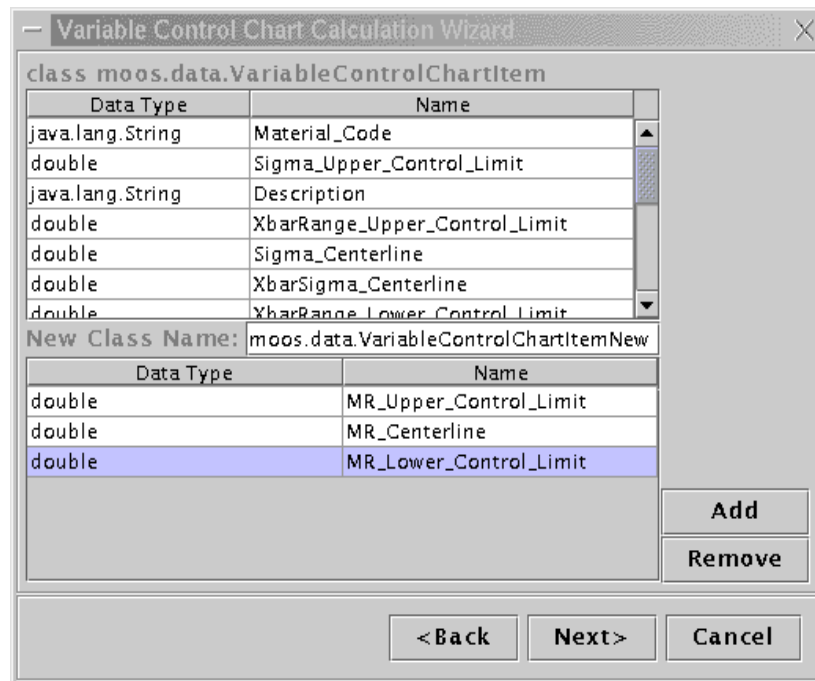 Variable Control Chart Calculation Wizard
class moos.data.VariableControlChartItem
Data Type Name
java.lang.String Material_Code
double Sigma_Upper_Control_Limit
java.lang.String Description
double XbarRange_Upper_Control_Limit
double Sigma_Centerline
double XbarSigma_Centerline
double XbarRange_Lower_Control_Limit
New Class Name: moos.data.VariableControlChartItemNew
Data Type Name
double MR_Upper_Control_Limit
double MR_Centerline
double MR_Lower_Control_Limit
Add
Remove
<Back Next> Cancel